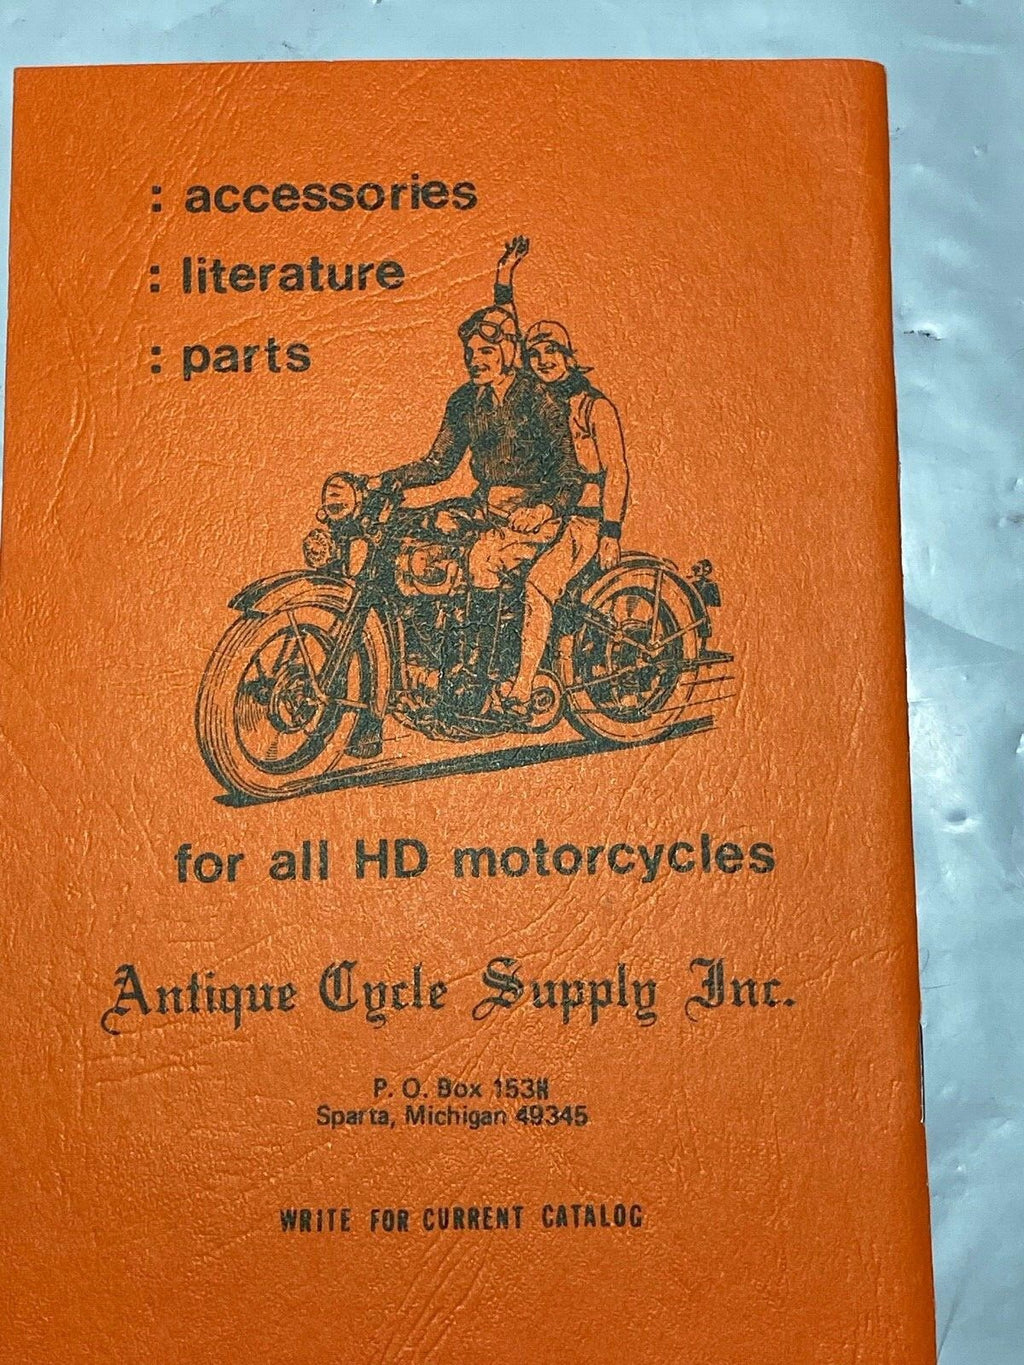 : accessories
: literature
: parts
for all HD motorcycles
Antique Cycle Supply Inc.
P. O. Box 153H
Sparta, Michigan 49345
WRITE FOR CURRENT CATALOG